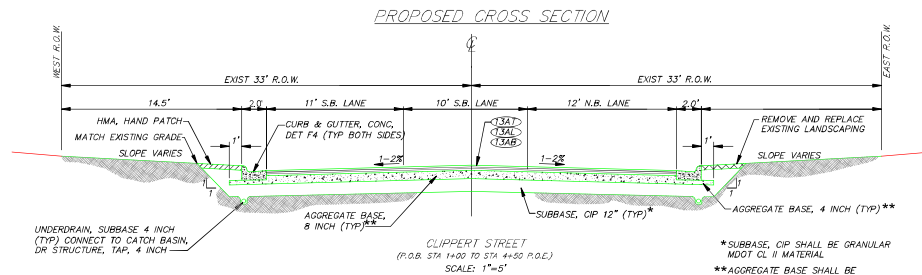 PROPOSED CROSS SECTION
WEST R.O.W.
EAST R.O.W.
EXIST 33' R.O.W.
EXIST 33' R.O.W.
14.5'
2.0'
11' S.B. LANE
10' S.B. LANE
12' N.B. LANE
2.0'
HMA, HAND PATCH
MATCH EXISTING GRADE
SLOPE VARIES
1'
CURB & GUTTER, CONC,
DET F4 (TYP BOTH SIDES)
13AT
13AL
13AB
1'
REMOVE AND REPLACE
EXISTING LANDSCAPING
SLOPE VARIES
1-2%
1-2%
1
1
1
1
UNDERDRAIN, SUBBASE 4 INCH
(TYP) CONNECT TO CATCH BASIN,
DR STRUCTURE, TAP, 4 INCH
AGGREGATE BASE,
8 INCH (TYP)**
SUBBASE, CIP 12" (TYP)*
AGGREGATE BASE, 4 INCH (TYP)**
CLIPPERT STREET
(P.O.B. STA 1+00 TO STA 4+50 P.O.E.)
SCALE: 1"=5'
*SUBBASE, CIP SHALL BE GRANULAR
MDOT CL II MATERIAL
**AGGREGATE BASE SHALL BE